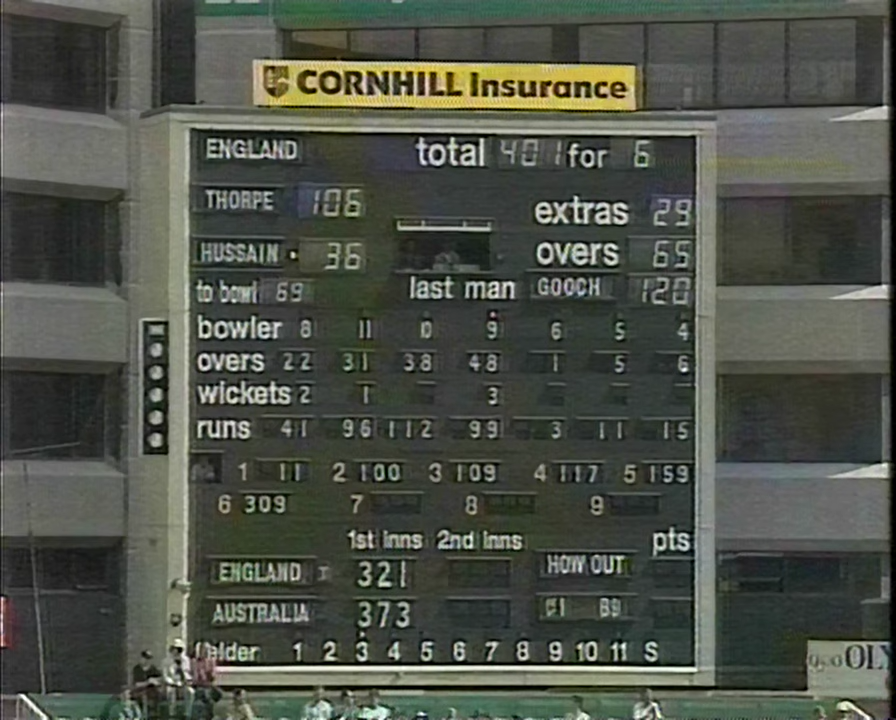 CORNHILL Insurance
ENGLAND total 401 for 6
THORPE 106
extras 29
HUSSAIN 36 overs 65
to bowl 69 last man GOOCH 120
bowler 8 11 10 9 6 5 4
overs 22 31 38 48 1 5 6
wickets 2 1 3
runs 41 96 112 99 3 11 15
1 11 2 100 3 109 4 117 5 159
6 309 7 8 9
1st inns 2nd inns pts
ENGLAND 321 HOW OUT
AUSTRALIA 373 B9
fielder 1 2 3 4 5 6 7 8 9 10 11 S